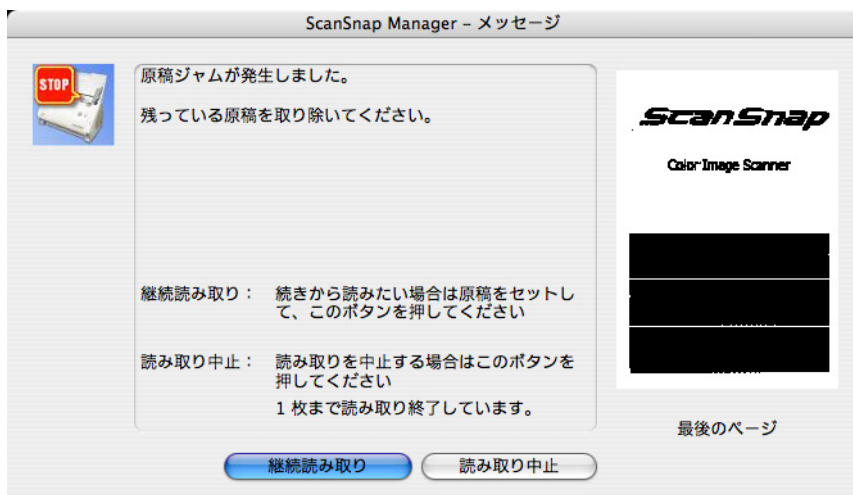 ScanSnap Manager – メッセージ
STOP
原稿ジャムが発生しました。
残っている原稿を取り除いてください。
継続読み取り： 続きから読みたい場合は原稿をセットし
て、このボタンを押してください
読み取り中止： 読み取りを中止する場合はこのボタンを
押してください
1 枚まで読み取り終了しています。
ScanSnap
Color Image Scanner
最後のページ
継続読み取り
読み取り中止